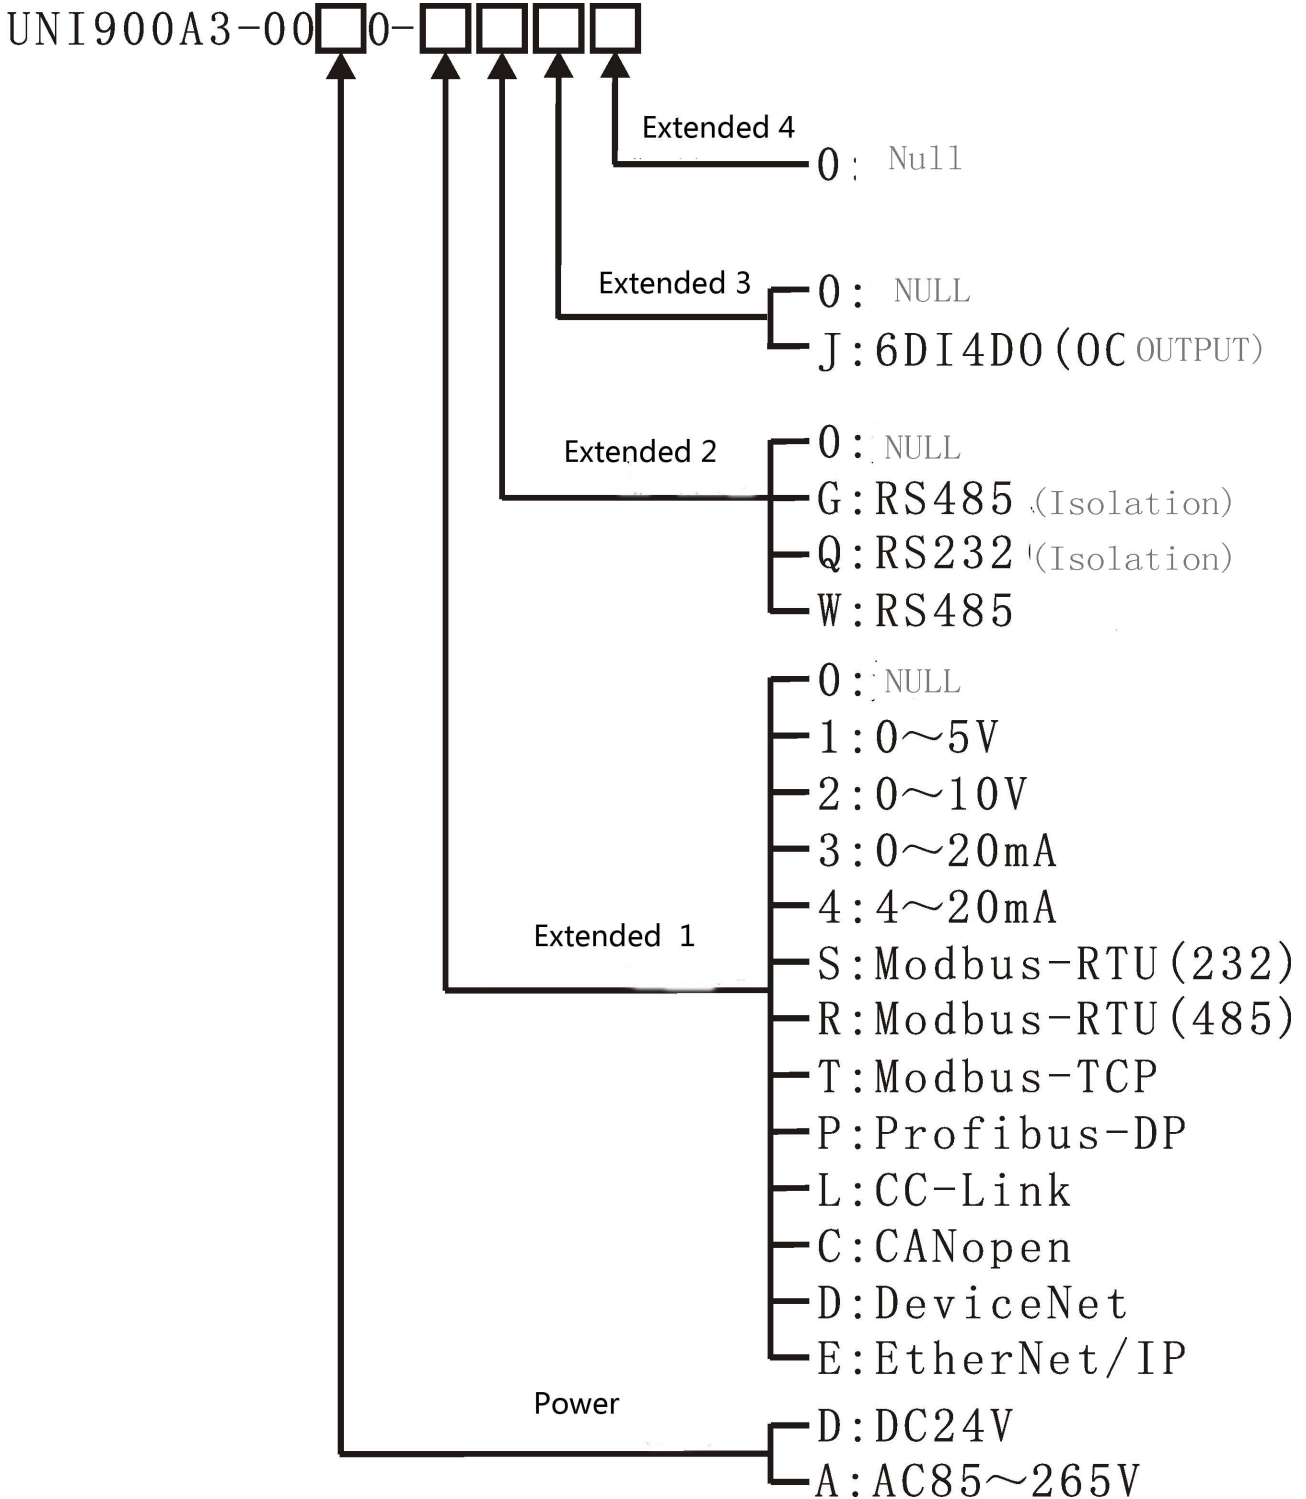 UNI900A3-00□0-□□□□
Extended 4
0: Null
Extended 3
0: NULL
J:6DI4DO(OC OUTPUT)
Extended 2
0: NULL
G:RS485 (Isolation)
Q:RS232 (Isolation)
W:RS485
0: NULL
1:0～5V
2:0～10V
3:0～20mA
4:4～20mA
Extended 1
S:Modbus-RTU(232)
R:Modbus-RTU(485)
T:Modbus-TCP
P:Profibus-DP
L:CC-Link
C:CANopen
D:DeviceNet
E:EtherNet/IP
Power
D:DC24V
A:AC85～265V